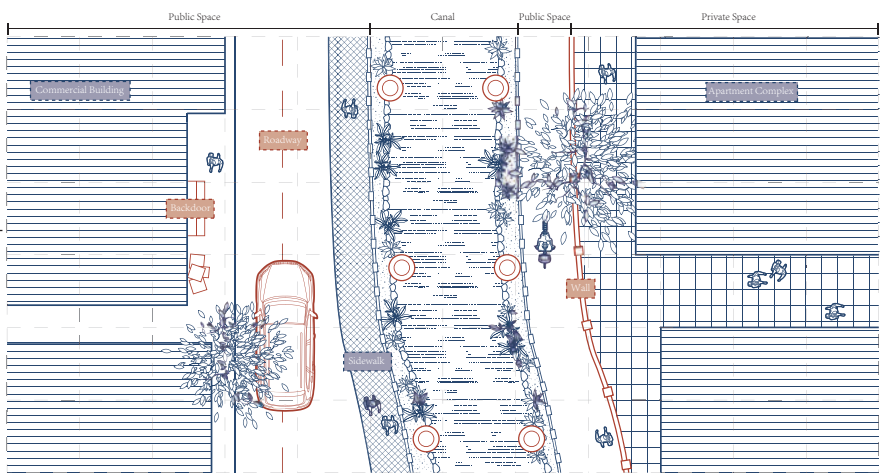 Public Space
Canal
Public Space
Private Space
Commercial Building
Apartment Complex
Roadway
Backdoor
Wall
Sidewalk